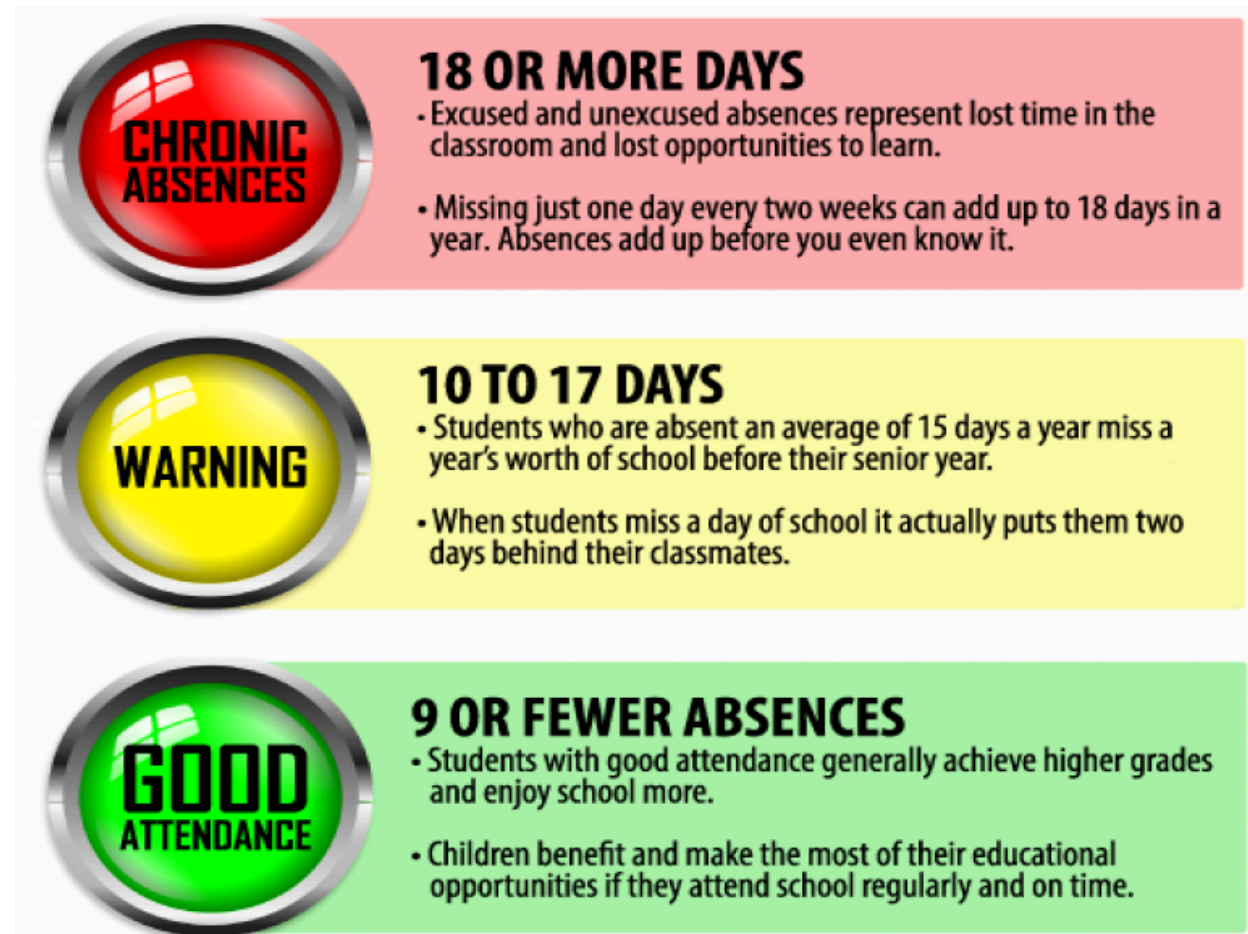 CHRONIC
ABSENCES
18 OR MORE DAYS
• Excused and unexcused absences represent lost time in the
classroom and lost opportunities to learn.
• Missing just one day every two weeks can add up to 18 days in a
year. Absences add up before you even know it.
WARNING
10 TO 17 DAYS
• Students who are absent an average of 15 days a year miss a
year's worth of school before their senior year.
• When students miss a day of school it actually puts them two
days behind their classmates.
GOOD
ATTENDANCE
9 OR FEWER ABSENCES
• Students with good attendance generally achieve higher grades
and enjoy school more.
• Children benefit and make the most of their educational
opportunities if they attend school regularly and on time.